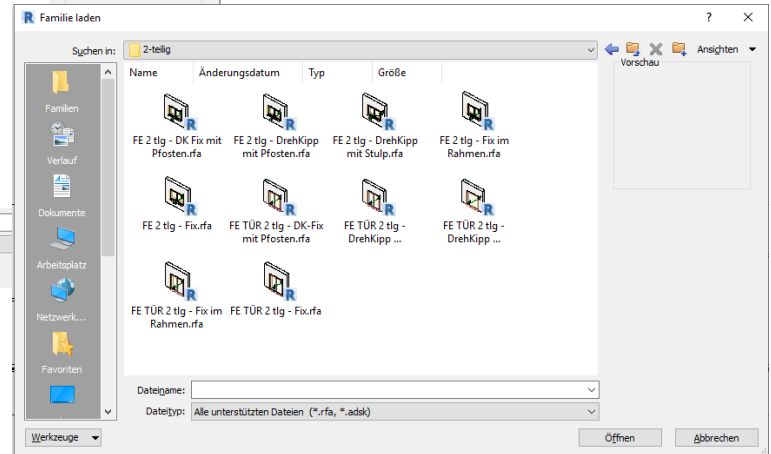 Familie laden
Suchen in:
2-teilig
Ansichten
Name Änderungsdatum Typ Größe
Vorschau
Familien
Verlauf
Dokumente
Arbeitsplatz
Netzwerk...
Favoriten
FE 2 tlg - DK Fix mit
Pfosten.rfa
FE 2 tlg - DrehKipp
mit Pfosten.rfa
FE 2 tlg - DrehKipp
mit Stulp.rfa
FE 2 tlg - Fix im
Rahmen.rfa
FE 2 tlg - Fix.rfa
FE TÜR 2 tlg - DK-Fix
mit Pfosten.rfa
FE TÜR 2 tlg -
DrehKipp ...
FE TÜR 2 tlg -
DrehKipp ...
FE TÜR 2 tlg - Fix im
Rahmen.rfa
FE TÜR 2 tlg - Fix.rfa
Dateiname:
Dateityp: Alle unterstützten Dateien (*.rfa, *.adsk)
Werkzeuge
Öffnen
Abbrechen